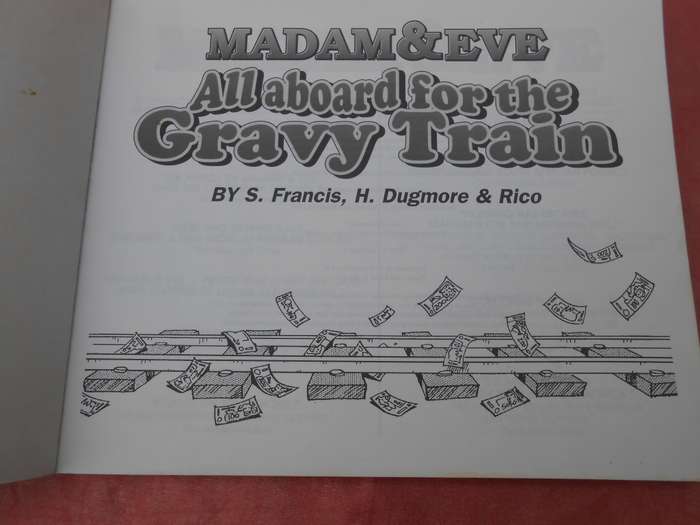 MADAM&EVE
All aboard for the
Gravy Train
BY S. Francis, H. Dugmore & Rico